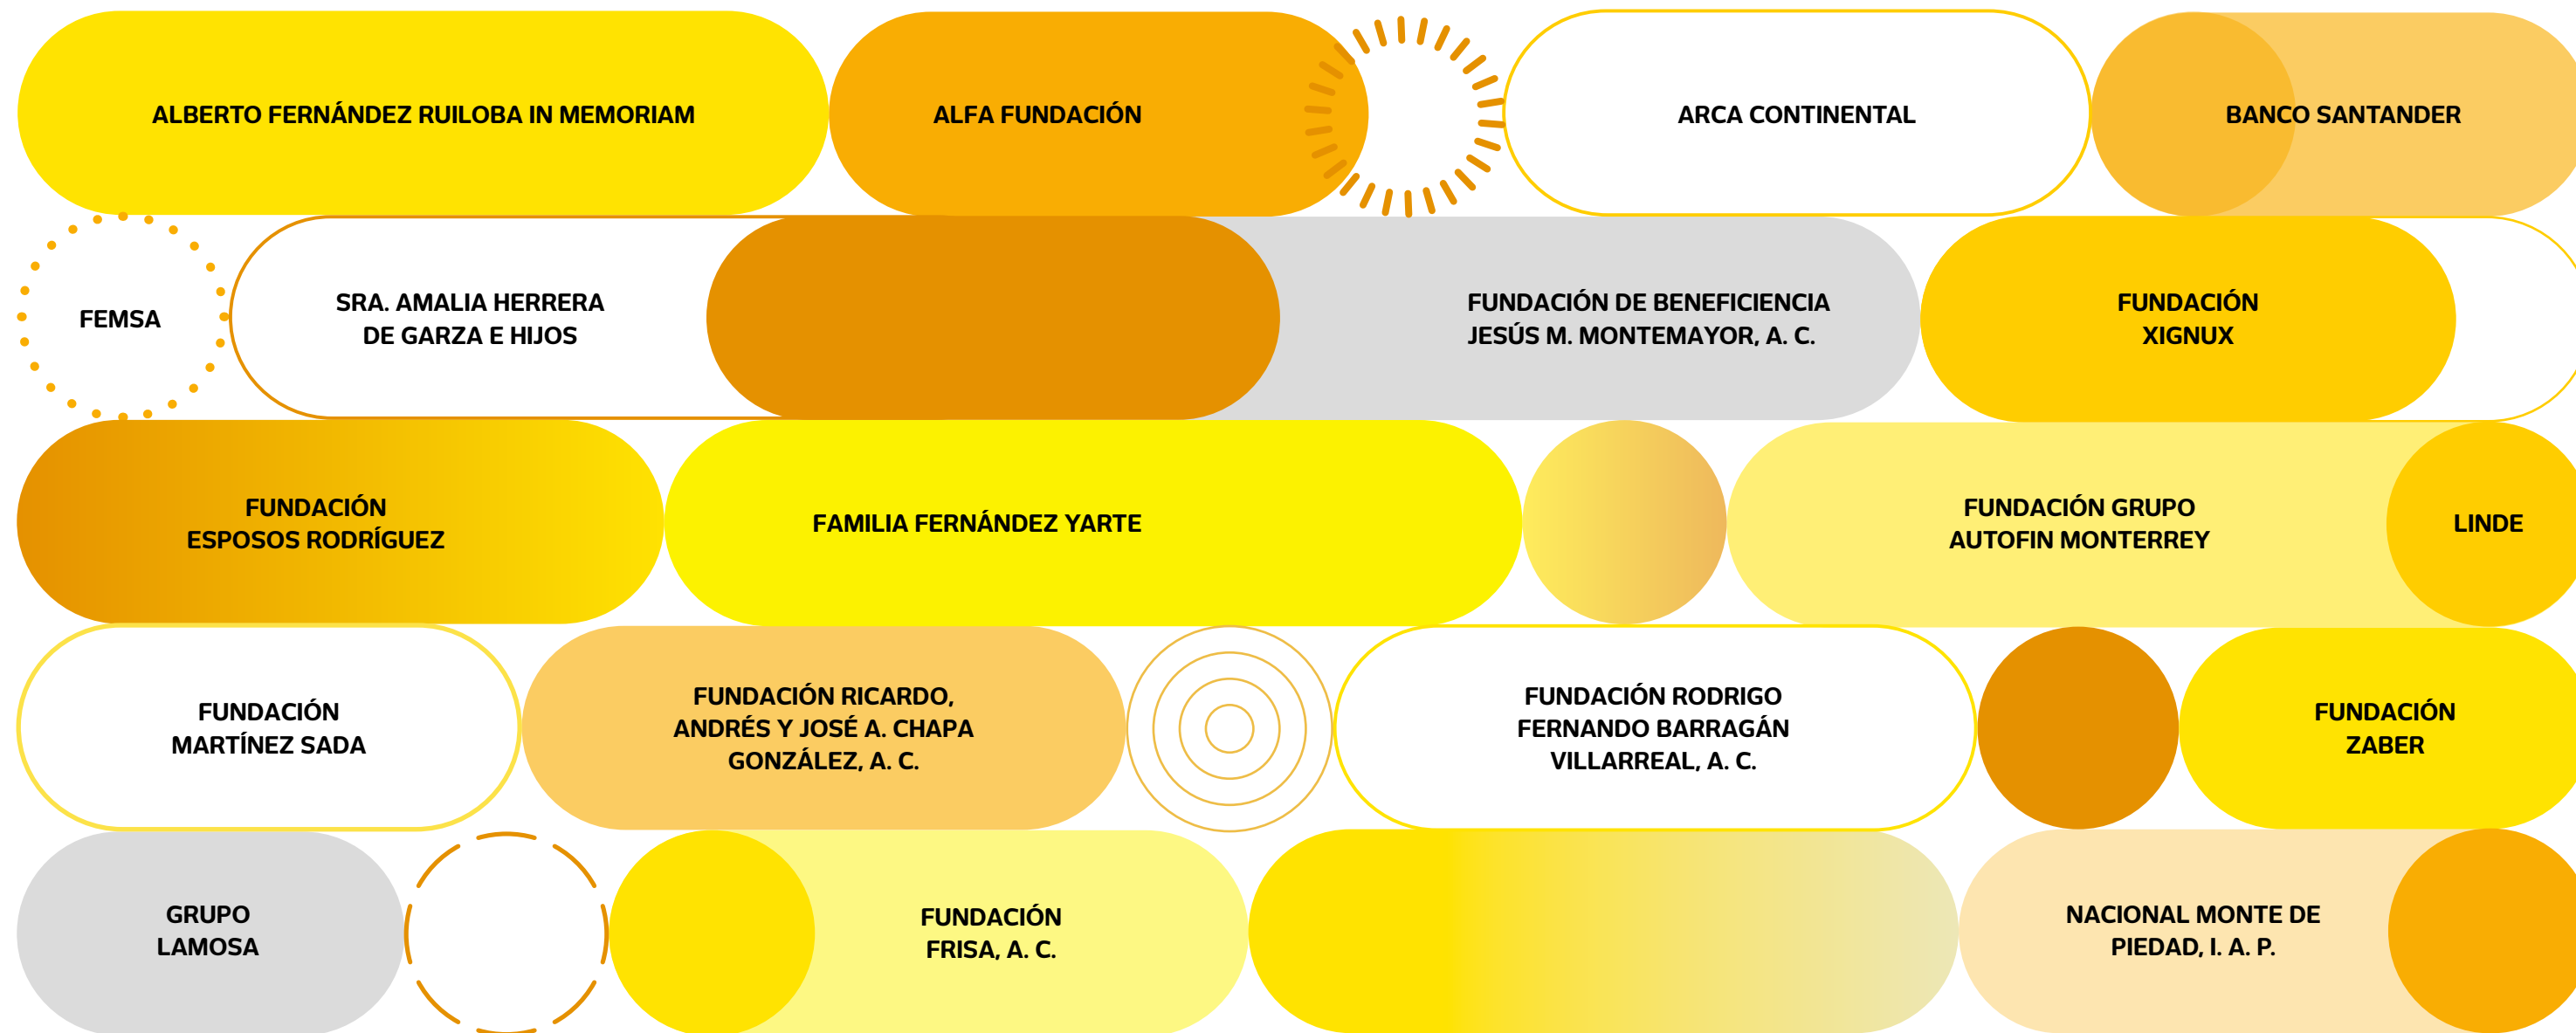 ALBERTO FERNÁNDEZ RUILOBA IN MEMORIAM
ALFA FUNDACIÓN
ARCA CONTINENTAL
BANCO SANTANDER
FEMSA
SRA. AMALIA HERRERA
DE GARZA E HIJOS
FUNDACIÓN DE BENEFICIENCIA
JESÚS M. MONTEMAYOR, A. C.
FUNDACIÓN
XIGNUX
FUNDACIÓN
ESPOSOS RODRÍGUEZ
FAMILIA FERNÁNDEZ YARTE
FUNDACIÓN GRUPO
AUTOFIN MONTERREY
LINDE
FUNDACIÓN
MARTÍNEZ SADA
FUNDACIÓN RICARDO,
ANDRÉS Y JOSÉ A. CHAPA
GONZÁLEZ, A. C.
FUNDACIÓN RODRIGO
FERNANDO BARRAGÁN
VILLARREAL, A. C.
FUNDACIÓN
ZABER
GRUPO
LAMOSA
FUNDACIÓN
FRISA, A. C.
NACIONAL MONTE DE
PIEDAD, I. A. P.